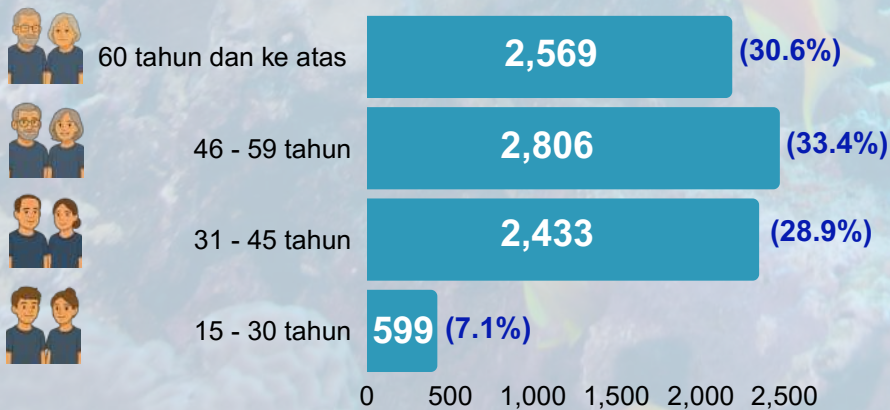 60 tahun dan ke atas 2,569 (30.6%)
46 - 59 tahun 2,806 (33.4%)
31 - 45 tahun 2,433 (28.9%)
15 - 30 tahun 599 (7.1%)
0 500 1,000 1,500 2,000 2,500